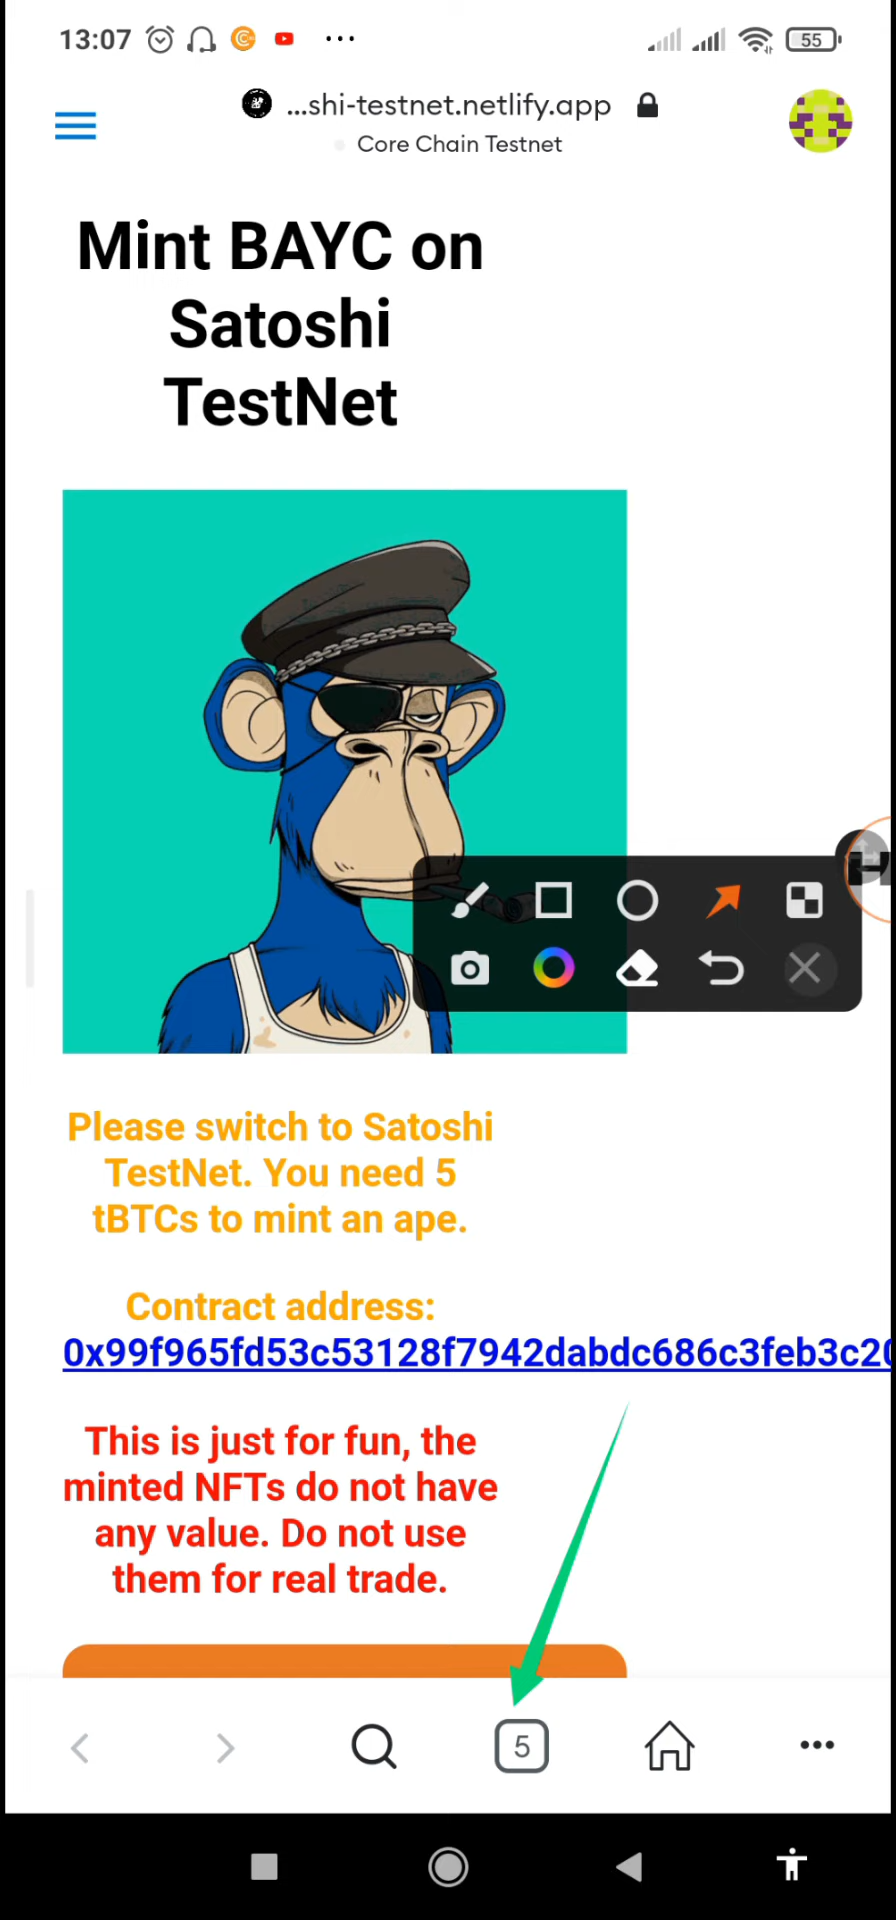 13:07
55
...shi-testnet.netlify.app
Core Chain Testnet
Mint BAYC on
Satoshi
TestNet
Please switch to Satoshi
TestNet. You need 5
tBTCs to mint an ape.
Contract address:
0x99f965fd53c53128f7942dabdc686c3feb3c20
This is just for fun, the
minted NFTs do not have
any value. Do not use
them for real trade.
5